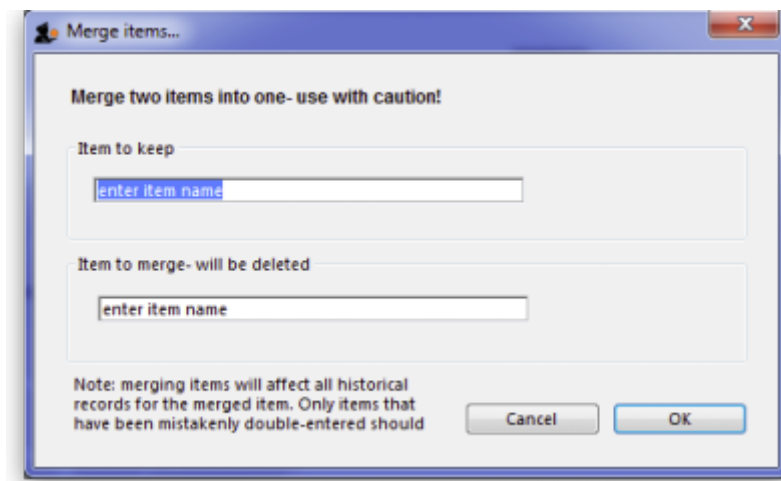 Merge items...
Merge two items into one- use with caution!
Item to keep
enter item name
Item to merge- will be deleted
enter item name
Note: merging items will affect all historical
records for the merged item. Only items that
have been mistakenly double-entered should
Cancel
OK